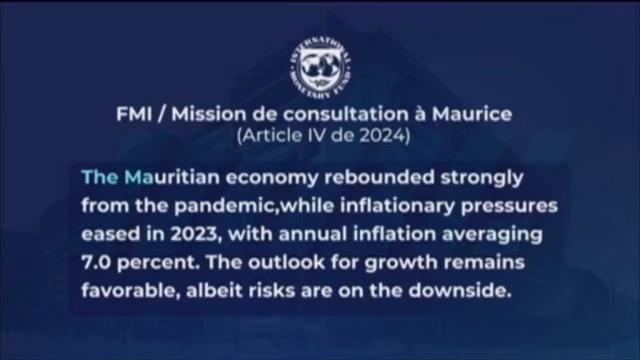 INTERNATIONAL
MONETARY FUND
FMI / Mission de consultation à Maurice
(Article IV de 2024)
The Mauritian economy rebounded strongly
from the pandemic,while inflationary pressures
eased in 2023, with annual inflation averaging
7.0 percent. The outlook for growth remains
favorable, albeit risks are on the downside.